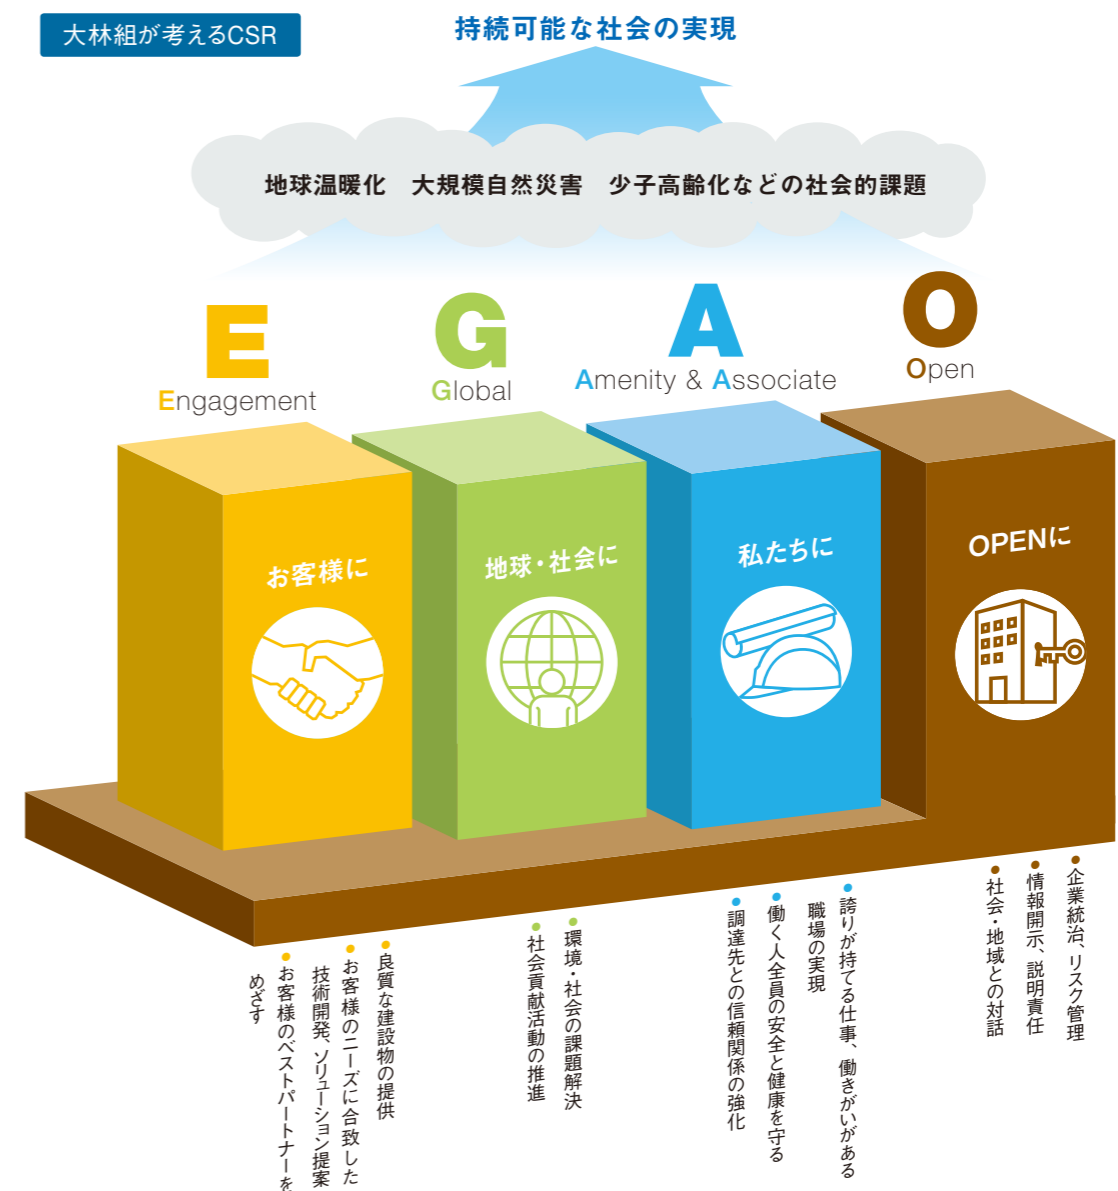 大林組が考えるCSR
持続可能な社会の実現
地球温暖化　大規模自然災害　少子高齢化などの社会的課題
E
Engagement
G
Global
A
Amenity & Associate
O
Open
お客様に
地球・社会に
私たちに
OPENに
●良質な建設物の提供
●お客様のニーズに合致した
技術開発、ソリューション提案
●お客様のベストパートナーを
めざす
●環境・社会の課題解決
●社会貢献活動の推進
●誇りが持てる仕事、働きがいがある
職場の実現
●働く人全員の安全と健康を守る
●調達先との信頼関係の強化
●企業統治、リスク管理
●情報開示、説明責任
●社会・地域との対話